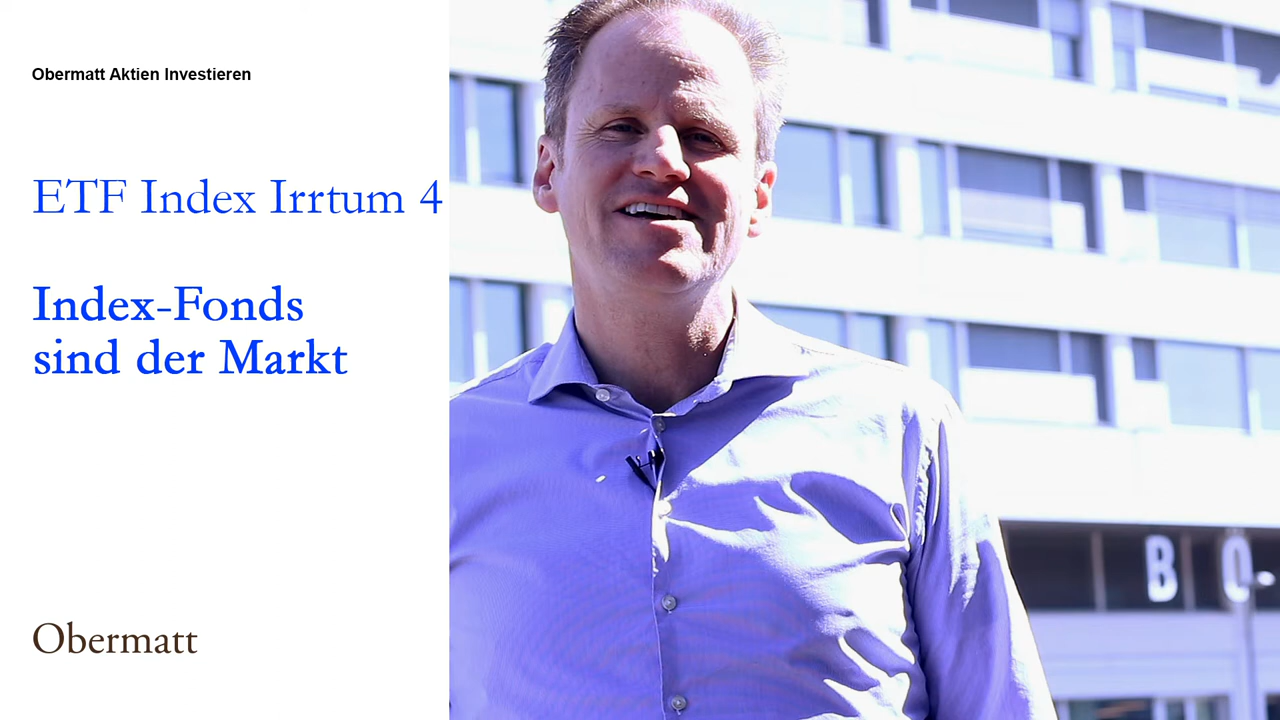 Obermatt Aktien Investieren
ETF Index Irrtum 4
Index-Fonds
sind der Markt
Obermatt
B O